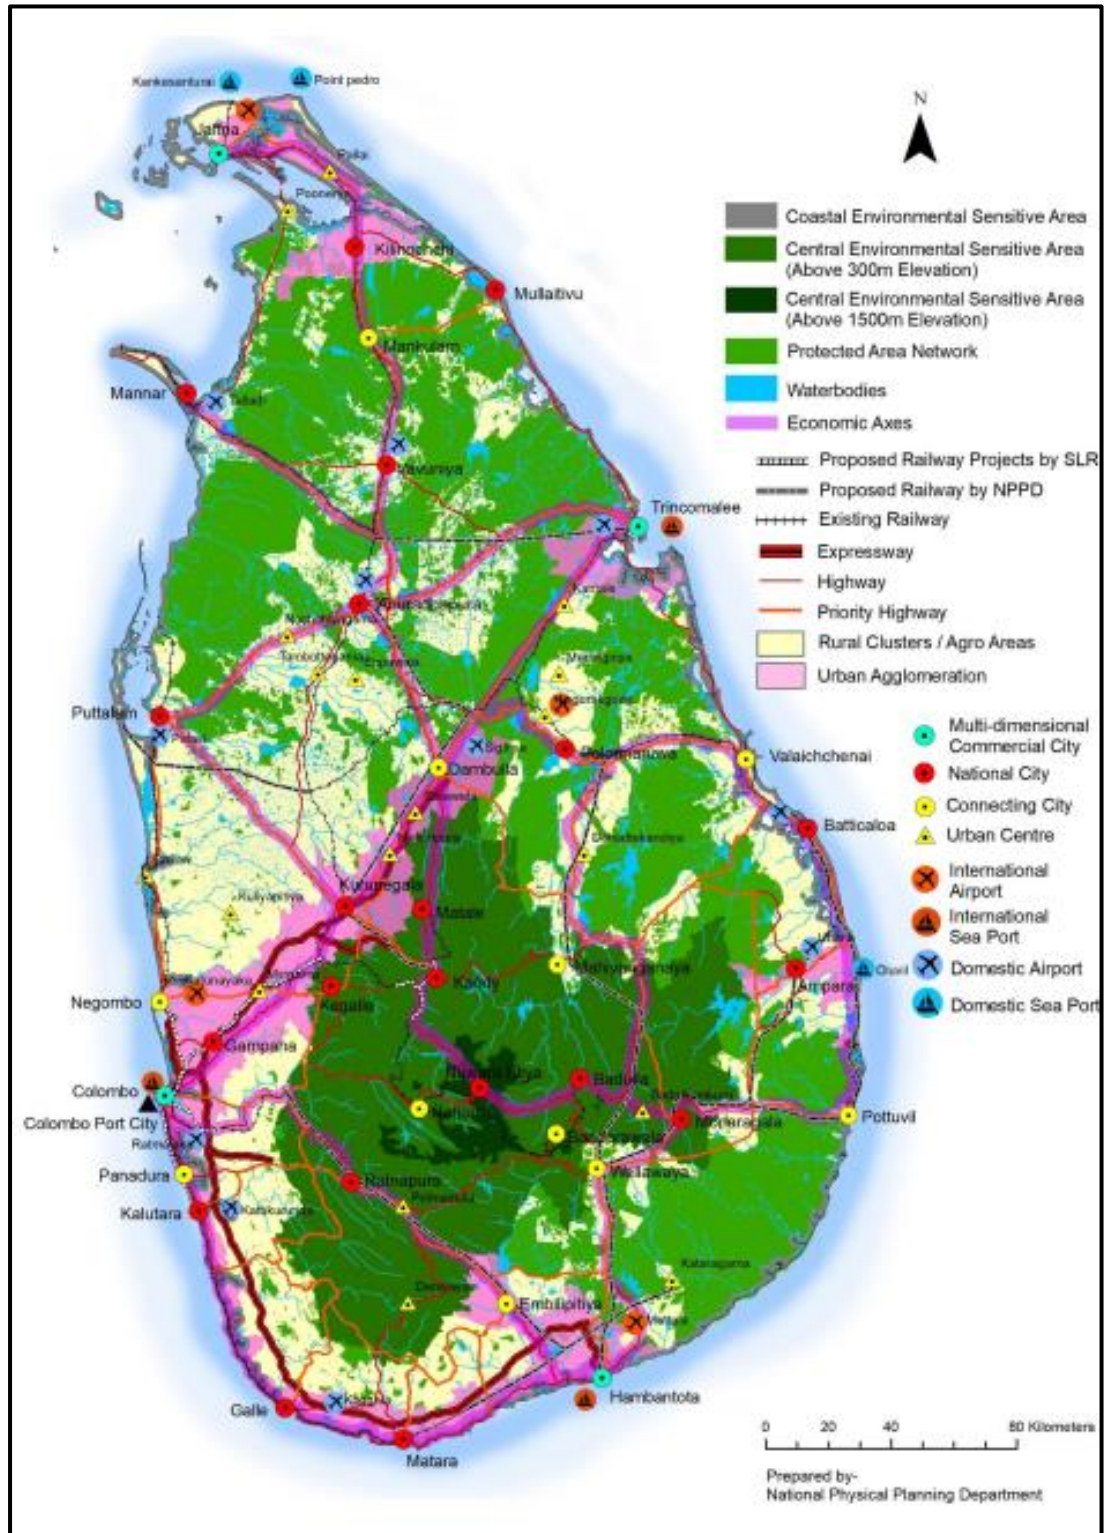 Kankesanturai
Point pedro
N
Jaffna
Pallai
Kilinochchi
Mullaitivu
Mankulam
Mannar
Vavuniya
Trincomalee
Anuradhapura
Puttalam
Dambulla
Valaichchenai
Batticaloa
Kurunegala
Kuliyapitiya
Matale
Mahiyanganaya
Oluvil
Ampara
Kandy
Kegalle
Negombo
Gampaha
Colombo
Badulla
Colombo Port City
Moneragala
Pottuvil
Panadura
Wellawaya
Ratnapura
Kalutara
Kataragama
Embilipitiya
Hambantota
Galle
Matara
Coastal Environmental Sensitive Area
Central Environmental Sensitive Area
(Above 300m Elevation)
Central Environmental Sensitive Area
(Above 1500m Elevation)
Protected Area Network
Waterbodies
Economic Axes
Proposed Railway Projects by SLR
Proposed Railway by NPPD
Existing Railway
Expressway
Highway
Priority Highway
Rural Clusters / Agro Areas
Urban Agglomeration
Multi-dimensional
Commercial City
National City
Connecting City
Urban Centre
International
Airport
International
Sea Port
Domestic Airport
Domestic Sea Port
0 20 40 80 Kilometers
Prepared by-
National Physical Planning Department